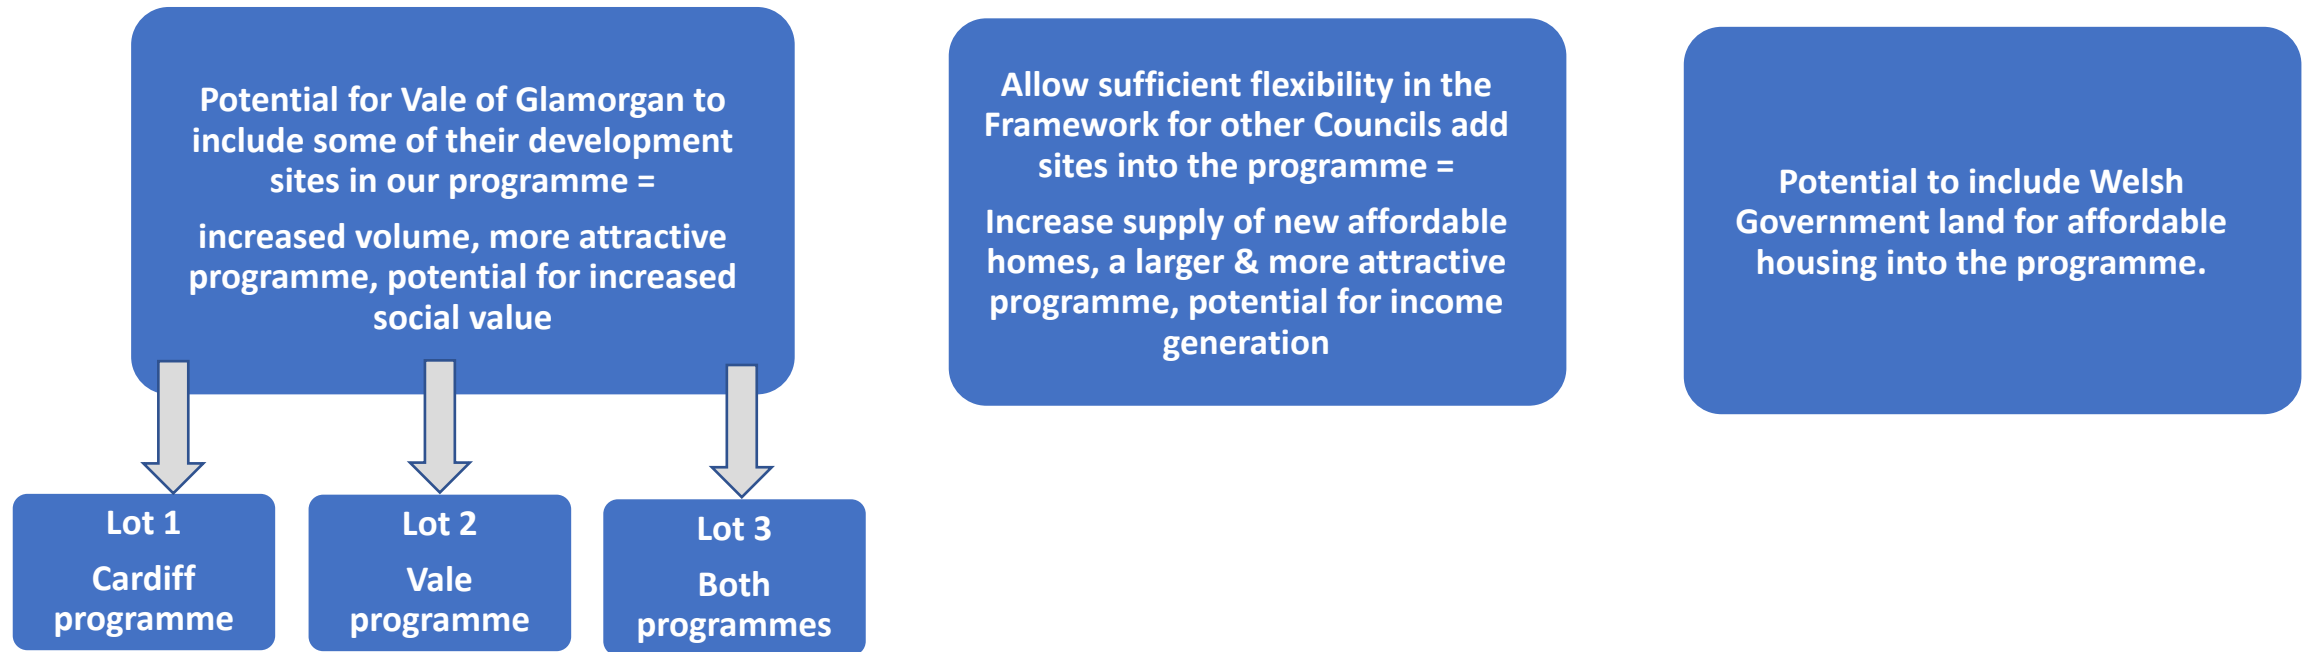 Potential for Vale of Glamorgan to
include some of their development
sites in our programme =
increased volume, more attractive
programme, potential for increased
social value
Allow sufficient flexibility in the
Framework for other Councils add
sites into the programme =
Increase supply of new affordable
homes, a larger & more attractive
programme, potential for income
generation
Potential to include Welsh
Government land for affordable
housing into the programme.
Lot 1
Cardiff
programme
Lot 2
Vale
programme
Lot 3
Both
programmes